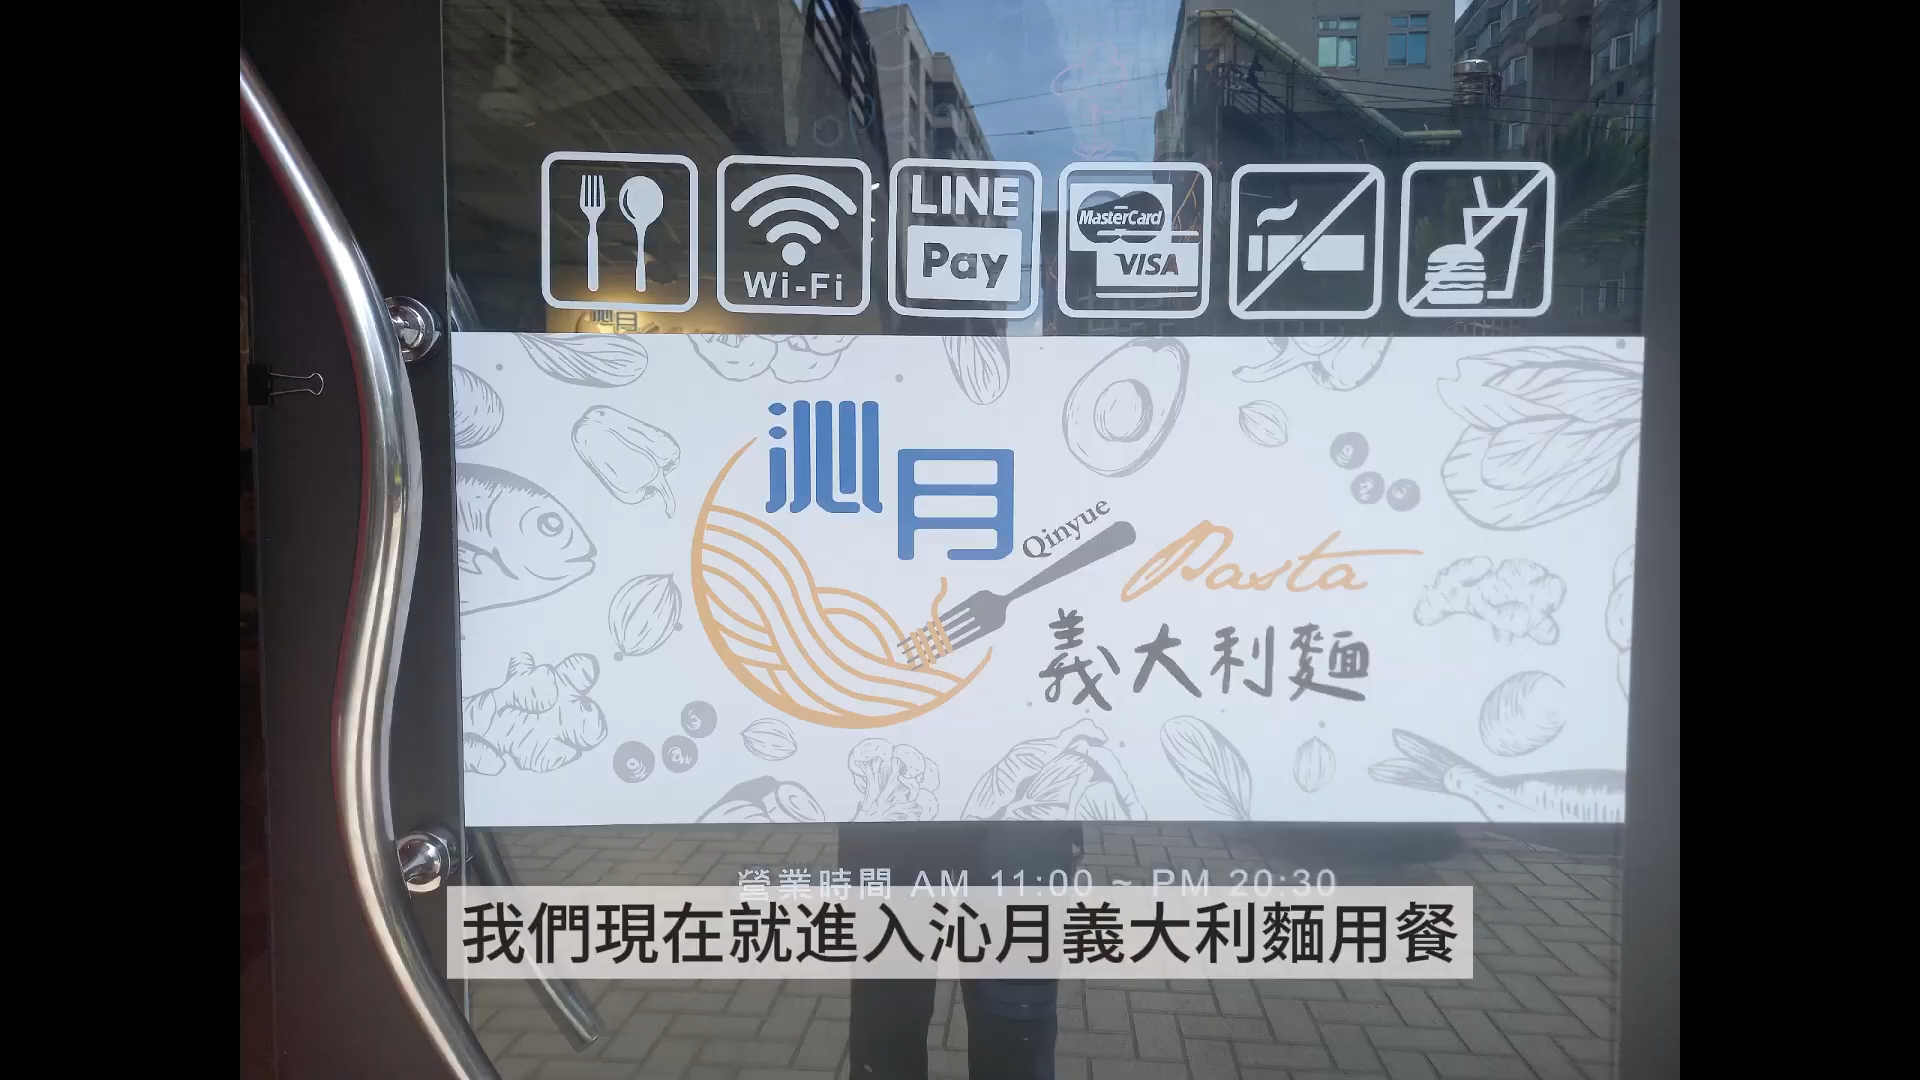 Wi-Fi
LINE
Pay
MasterCard
VISA
沁月
沁月
Qinyue
Pasta
義大利麵
營業時間 AM 11:00 ~ PM 20:30
我們現在就進入沁月義大利麵用餐